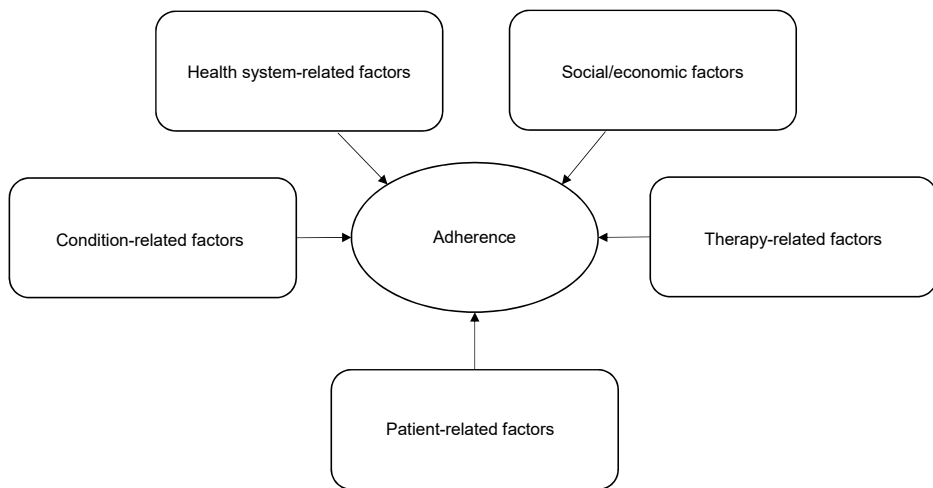 Health system-related factors
Social/economic factors
Condition-related factors
Adherence
Therapy-related factors
Patient-related factors